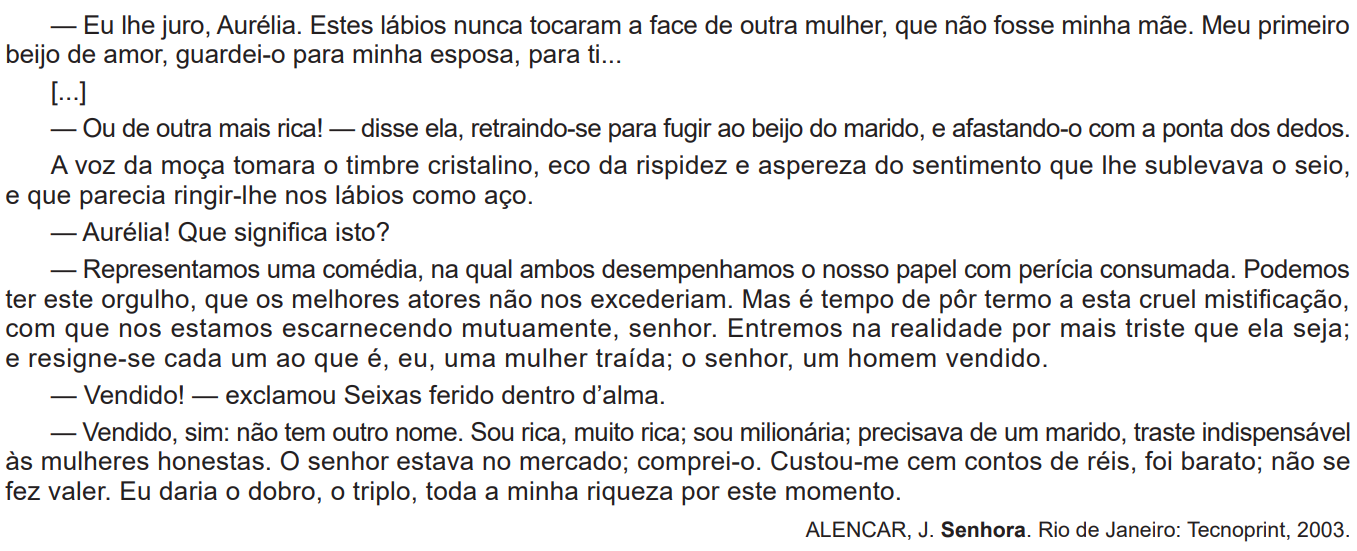 — Eu lhe juro, Aurélia. Estes lábios nunca tocaram a face de outra mulher, que não fosse minha mãe. Meu primeiro
beijo de amor, guardei-o para minha esposa, para ti...
[...]
— Ou de outra mais rica! — disse ela, retraindo-se para fugir ao beijo do marido, e afastando-o com a ponta dos dedos.
A voz da moça tomara o timbre cristalino, eco da rispidez e aspereza do sentimento que lhe sublevava o seio,
e que parecia ringir-lhe nos lábios como aço.
— Aurélia! Que significa isto?
— Representamos uma comédia, na qual ambos desempenhamos o nosso papel com perícia consumada. Podemos
ter este orgulho, que os melhores atores não nos excederiam. Mas é tempo de pôr termo a esta cruel mistificação,
com que nos estamos escarnecendo mutuamente, senhor. Entremos na realidade por mais triste que ela seja;
e resigne-se cada um ao que é, eu, uma mulher traída; o senhor, um homem vendido.
— Vendido! — exclamou Seixas ferido dentro d’alma.
— Vendido, sim: não tem outro nome. Sou rica, muito rica; sou milionária; precisava de um marido, traste indispensável
às mulheres honestas. O senhor estava no mercado; comprei-o. Custou-me cem contos de réis, foi barato; não se
fez valer. Eu daria o dobro, o triplo, toda a minha riqueza por este momento.
ALENCAR, J. Senhora. Rio de Janeiro: Tecnoprint, 2003.